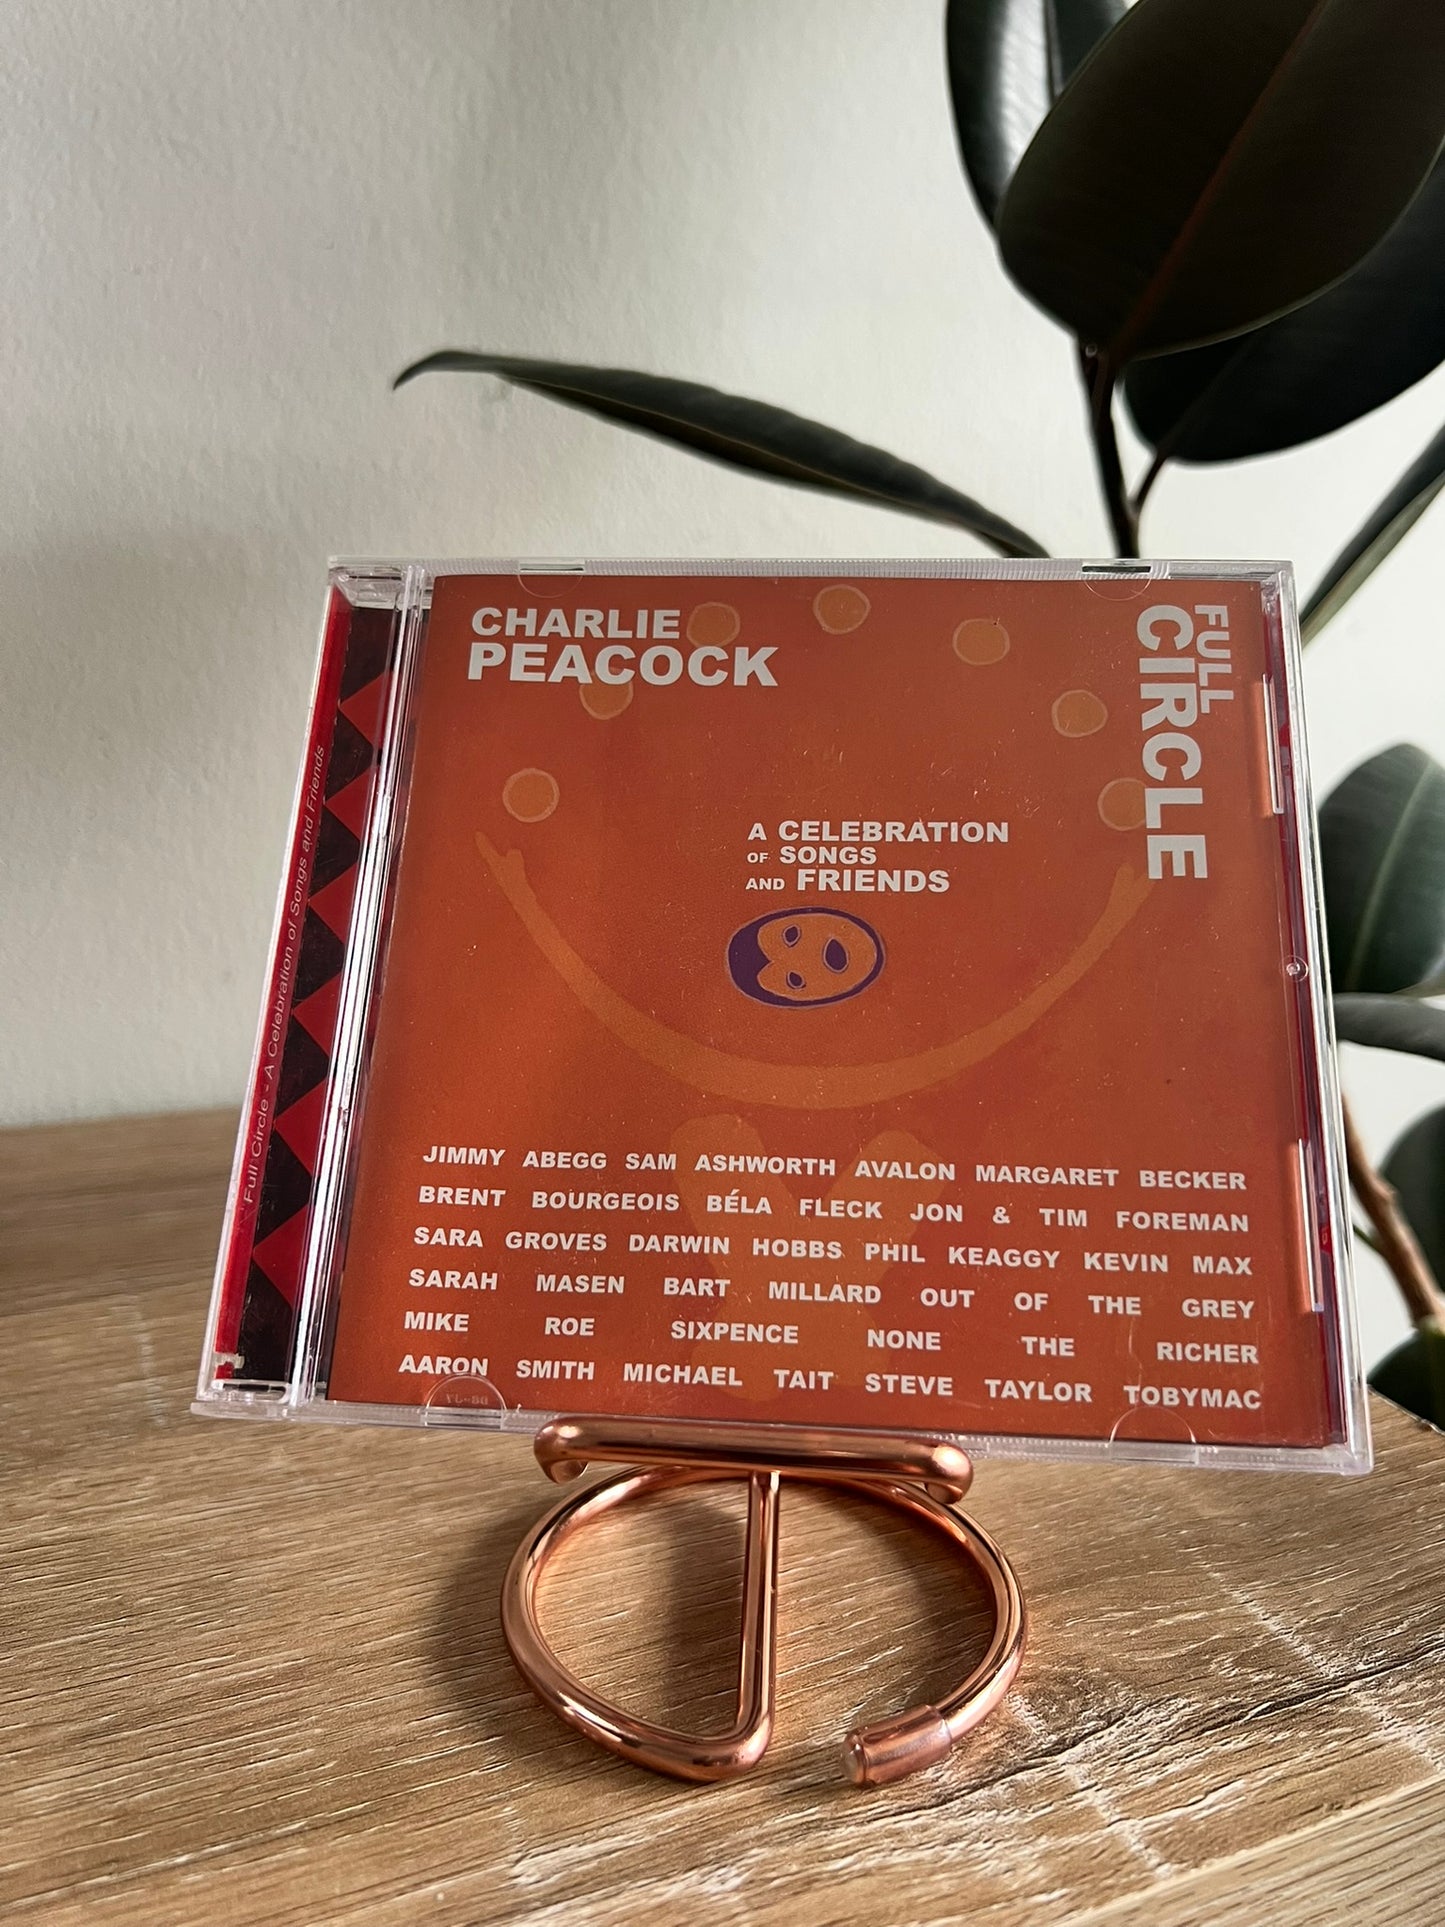 CHARLIE
PEACOCK
FULL
CIRCLE
A CELEBRATION
OF SONGS
AND FRIENDS
JIMMY ABEGG SAM ASHWORTH AVALON MARGARET BECKER
BRENT BOURGEOIS BÉLA FLECK JON & TIM FOREMAN
SARA GROVES DARWIN HOBBS PHIL KEAGGY KEVIN MAX
SARAH MASEN BART MILLARD OUT OF THE GREY
MIKE ROE SIXPENCE NONE THE RICHER
AARON SMITH MICHAEL TAIT STEVE TAYLOR TOBYMAC
Full Circle - A Celebration of Songs and Friends